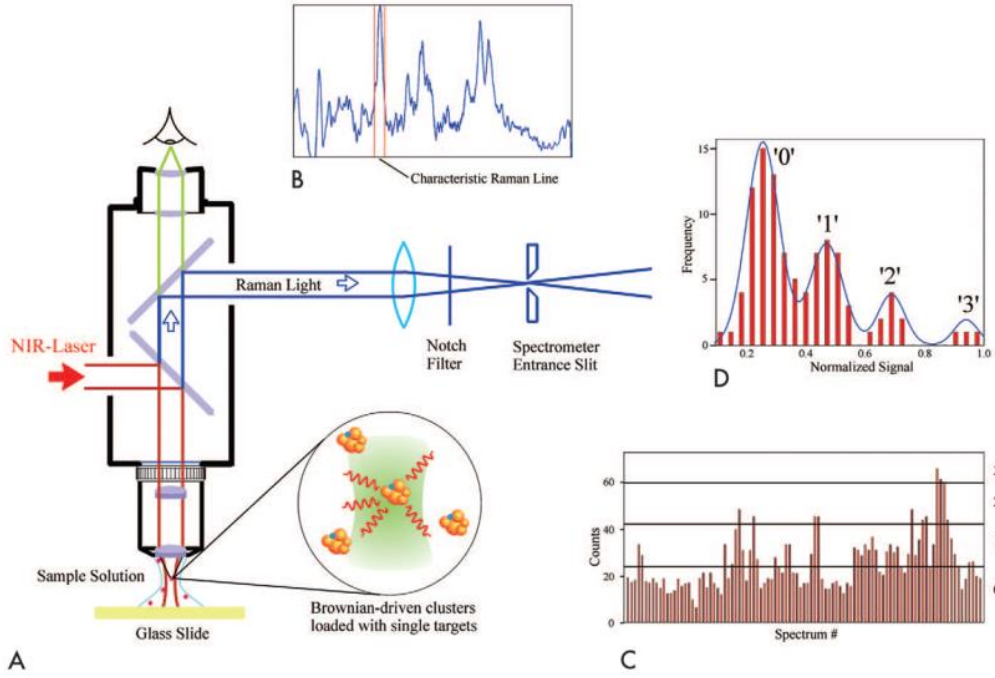 B
Characteristic Raman Line
'0'
'1'
'2'
'3'
15
10
5
0
Frequency
0.2
0.4
0.6
0.8
1.0
Normalized Signal
D
Raman Light
NIR-Laser
Notch
Filter
Spectrometer
Entrance Slit
Sample Solution
Glass Slide
Brownian-driven clusters
loaded with single targets
A
60
40
20
0
Counts
Spectrum #
C